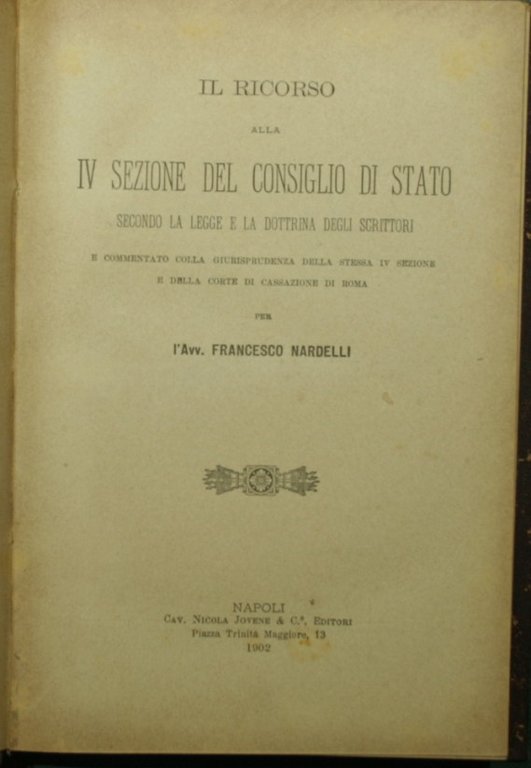 IL RICORSO
ALLA
IV SEZIONE DEL CONSIGLIO DI STATO
SECONDO LA LEGGE E LA DOTTRINA DEGLI SCRITTORI
E COMMENTATO COLLA GIURISPRUDENZA DELLA STESSA IV SEZIONE
E DELLA CORTE DI CASSAZIONE DI ROMA
PER
l'Avv. FRANCESCO NARDELLI
NAPOLI
Cav. Nicola Jovene & C.º, Editori
Piazza Trinità Maggiore, 13
1902